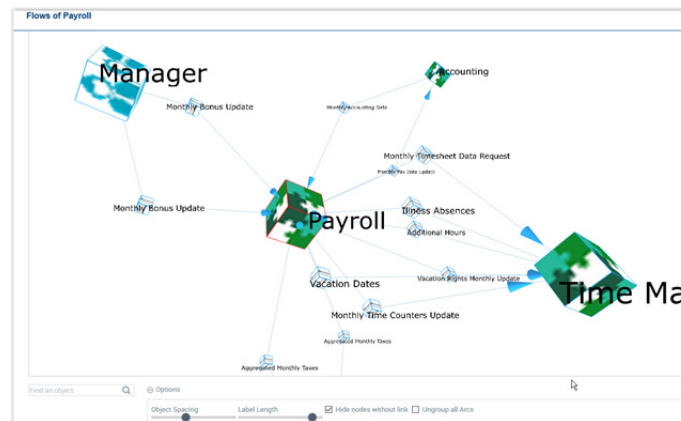 Flows of Payroll
Manager
Accounting
Monthly Bonus Update
Monthly Accounting Data
Monthly Timesheet Data Request
Monthly Pay Data Update
Monthly Bonus Update
Illness Absences
Payroll
Additional Hours
Vacation Rights Monthly Update
Vacation Dates
Time Ma
Monthly Time Counters Update
Aggregated Monthly Taxes
Aggregated Monthly Taxes
Find an object
Options
Object Spacing
Label Length
Hide nodes without link
Ungroup all Arcs